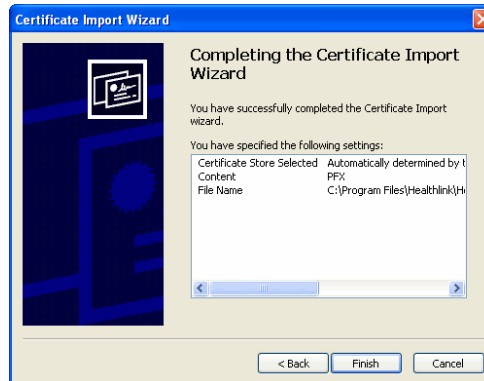 Certificate Import Wizard
Completing the Certificate Import
Wizard
You have successfully completed the Certificate Import
wizard.
You have specified the following settings:
Certificate Store Selected Automatically determined by t
Content PFX
File Name C:\Program Files\Healthlink\H
< Back Finish Cancel